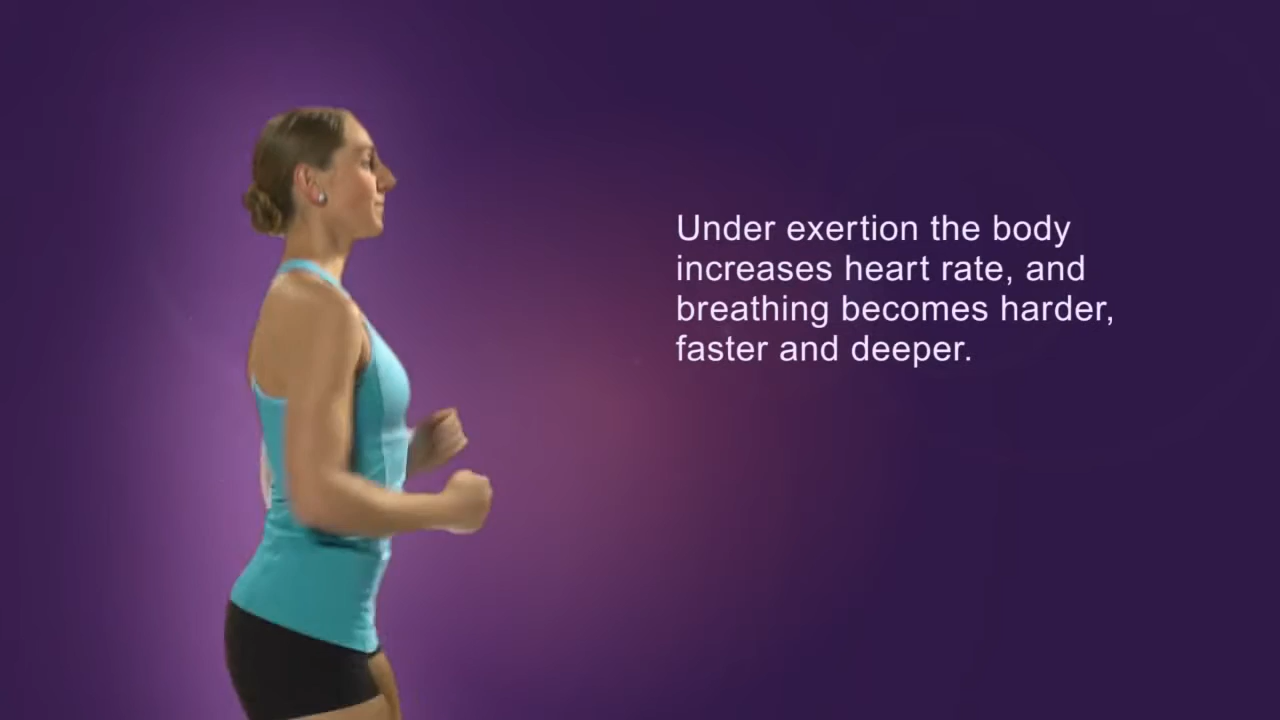 Under exertion the body
increases heart rate, and
breathing becomes harder,
faster and deeper.